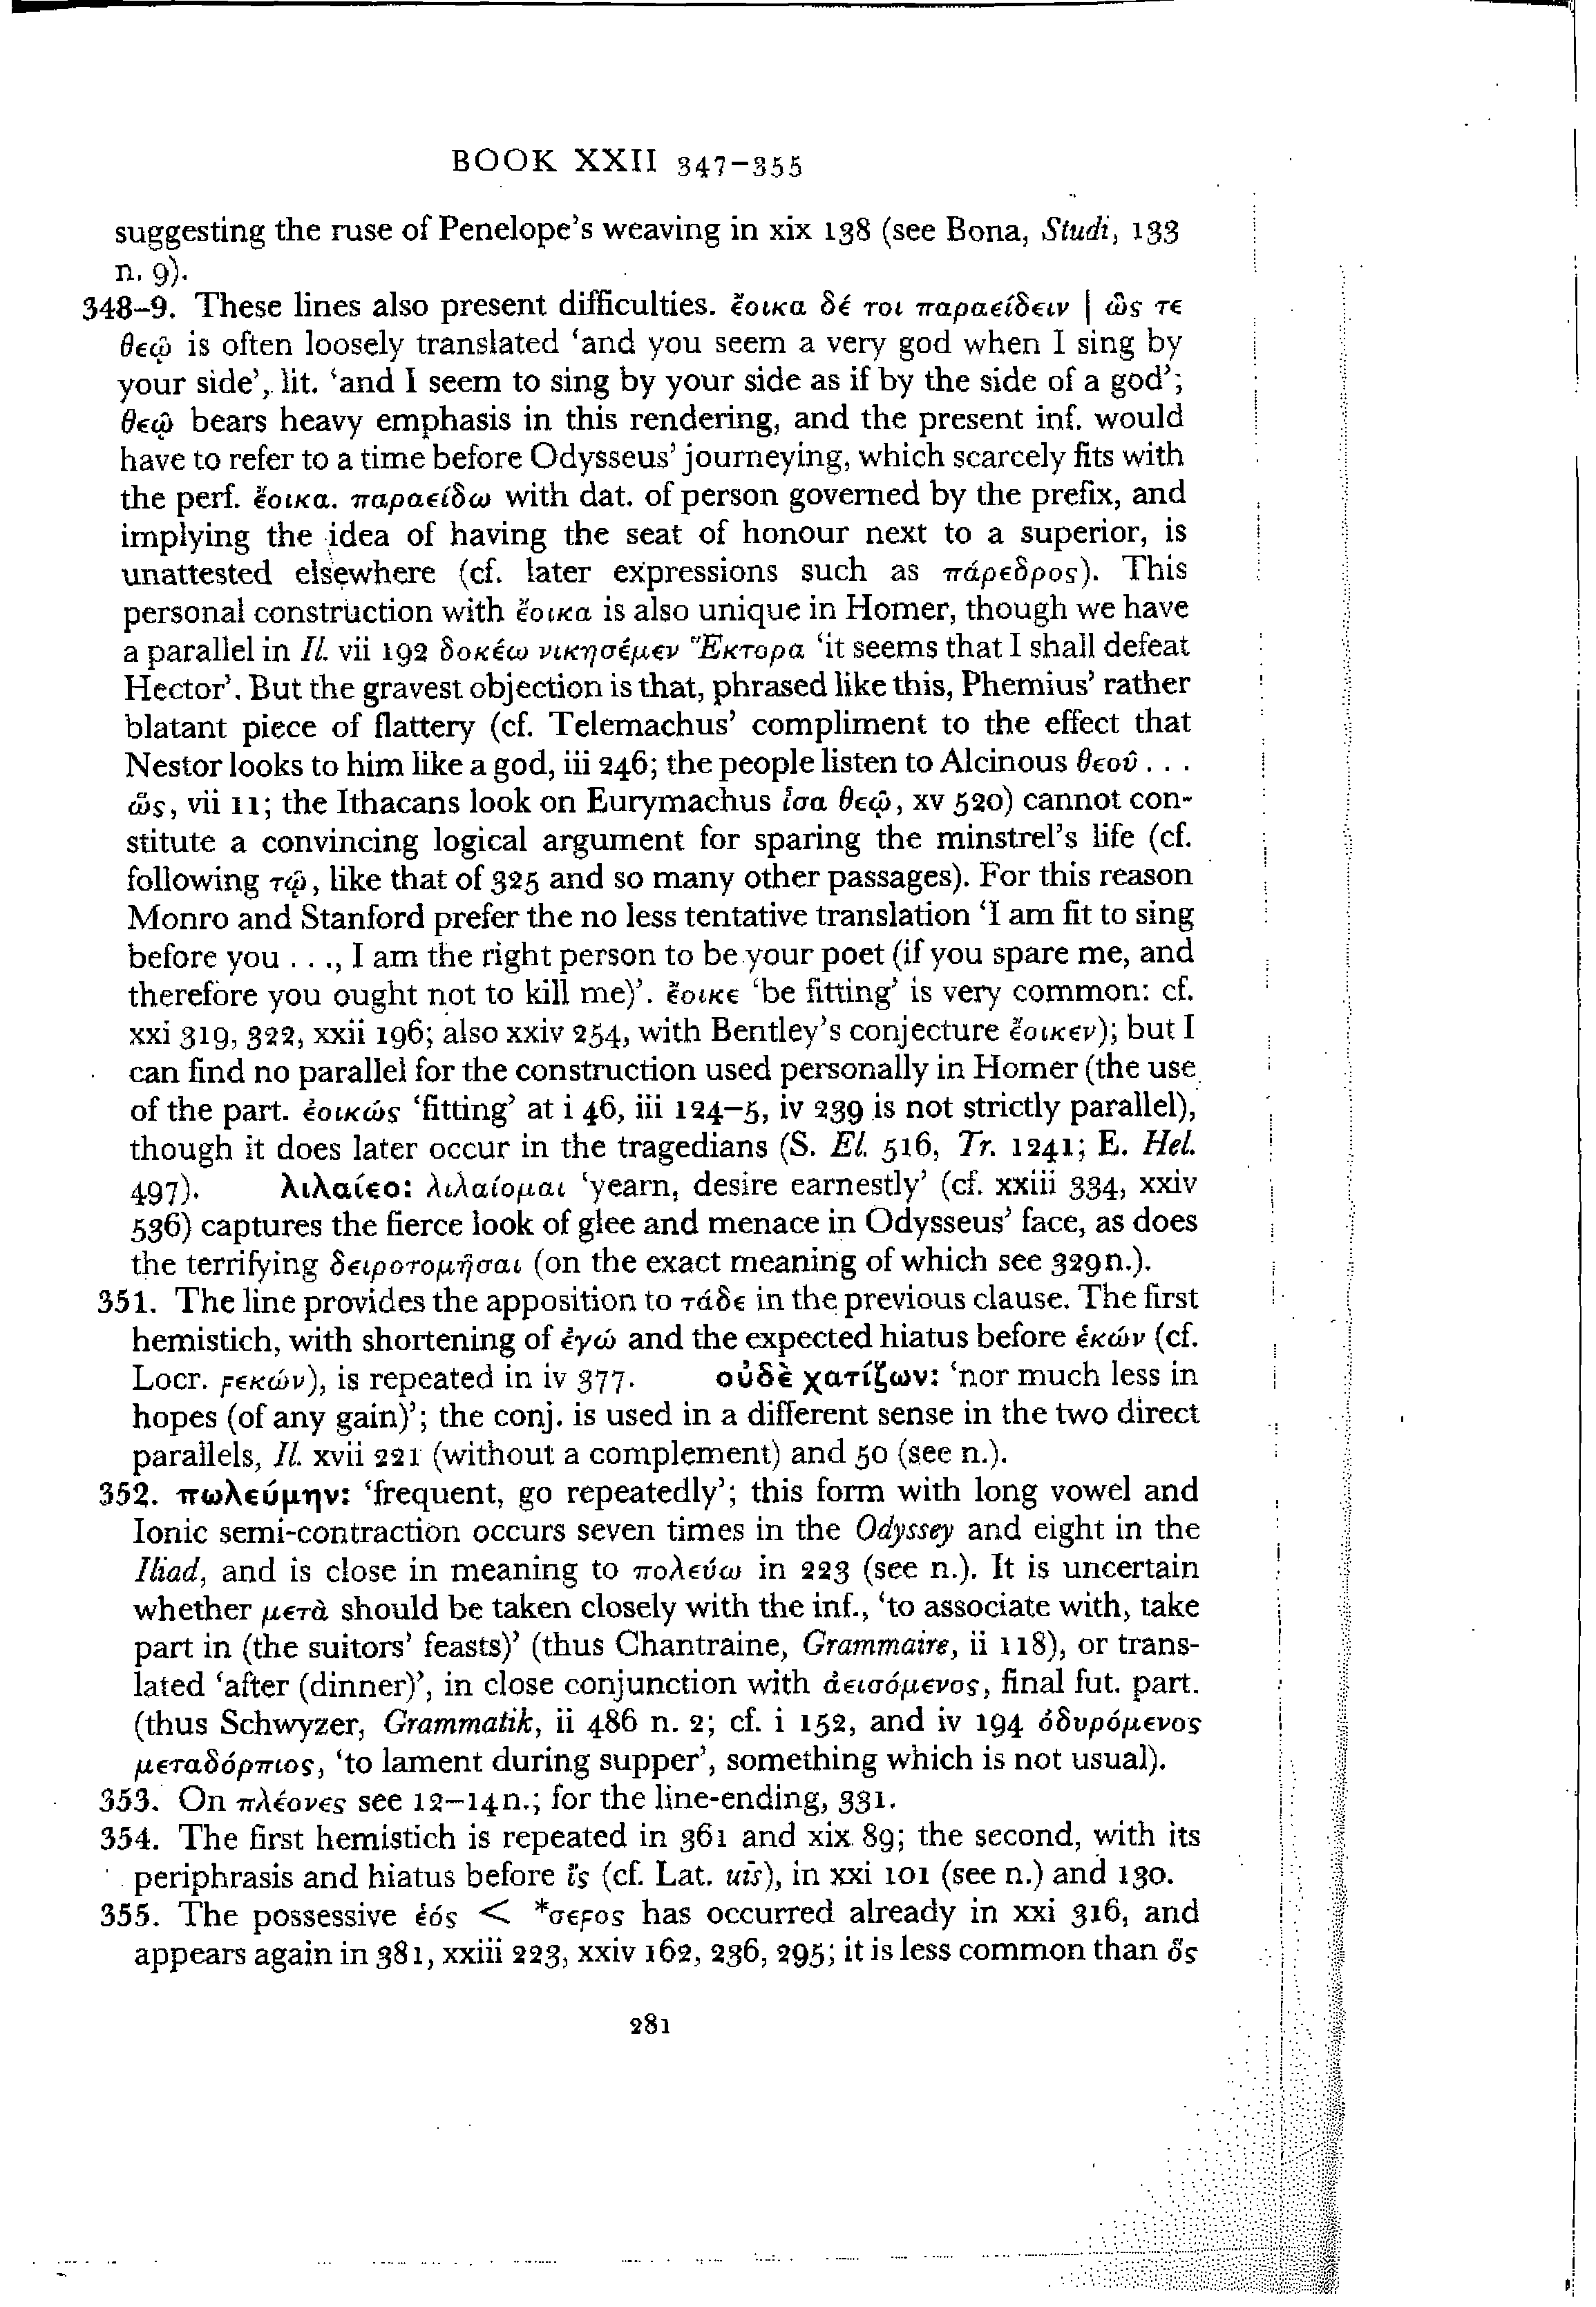 BOOK XXII 347–355
suggesting the ruse of Penelope's weaving in xix 138 (see Bona, Studi, 133
n. 9).
348–9. These lines also present difficulties. ἔοικα δέ τοι παραείδειν | ὥς τε
θεῷ is often loosely translated 'and you seem a very god when I sing by
your side', lit. 'and I seem to sing by your side as if by the side of a god';
θεῷ bears heavy emphasis in this rendering, and the present inf. would
have to refer to a time before Odysseus' journeying, which scarcely fits with
the perf. ἔοικα. παραείδω with dat. of person governed by the prefix, and
implying the idea of having the seat of honour next to a superior, is
unattested elsewhere (cf. later expressions such as πάρεδρος). This
personal construction with ἔοικα is also unique in Homer, though we have
a parallel in Il. vii 192 δοκέω νικησέμεν Ἕκτορα 'it seems that I shall defeat
Hector'. But the gravest objection is that, phrased like this, Phemius' rather
blatant piece of flattery (cf. Telemachus' compliment to the effect that
Nestor looks to him like a god, iii 246; the people listen to Alcinous θεοῦ . . .
ὥς, vii 11; the Ithacans look on Eurymachus ἶσα θεῷ, xv 520) cannot con-
stitute a convincing logical argument for sparing the minstrel's life (cf.
following τῷ, like that of 325 and so many other passages). For this reason
Monro and Stanford prefer the no less tentative translation 'I am fit to sing
before you . . ., I am the right person to be your poet (if you spare me, and
therefore you ought not to kill me)'. ἔοικε 'be fitting' is very common: cf.
xxi 319, 322, xxii 196; also xxiv 254, with Bentley's conjecture ἔοικεν); but I
can find no parallel for the construction used personally in Homer (the use
of the part. ἐοικώς 'fitting' at i 46, iii 124–5, iv 239 is not strictly parallel),
though it does later occur in the tragedians (S. El. 516, Tr. 1241; E. Hel.
497). λιλαίεο: λιλαίομαι 'yearn, desire earnestly' (cf. xxiii 334, xxiv
536) captures the fierce look of glee and menace in Odysseus' face, as does
the terrifying δειροτομῆσαι (on the exact meaning of which see 329n.).
351. The line provides the apposition to τάδε in the previous clause. The first
hemistich, with shortening of ἐγώ and the expected hiatus before ἑκών (cf.
Locr. ϝεκών), is repeated in iv 377. οὐδὲ χατίζων: 'nor much less in
hopes (of any gain)'; the conj. is used in a different sense in the two direct
parallels, Il. xvii 221 (without a complement) and 50 (see n.).
352. πωλεύμην: 'frequent, go repeatedly'; this form with long vowel and
Ionic semi-contraction occurs seven times in the Odyssey and eight in the
Iliad, and is close in meaning to πολεύω in 223 (see n.). It is uncertain
whether μετὰ should be taken closely with the inf., 'to associate with, take
part in (the suitors' feasts)' (thus Chantraine, Grammaire, ii 118), or trans-
lated 'after (dinner)', in close conjunction with ἀεισόμενος, final fut. part.
(thus Schwyzer, Grammatik, ii 486 n. 2; cf. i 152, and iv 194 ὀδυρόμενος
μεταδόρπιος, 'to lament during supper', something which is not usual).
353. On πλέονες see 12–14n.; for the line-ending, 331.
354. The first hemistich is repeated in 361 and xix 89; the second, with its
periphrasis and hiatus before ἴς (cf. Lat. uīs), in xxi 101 (see n.) and 130.
355. The possessive ἑός < *σεϝος has occurred already in xxi 316, and
appears again in 381, xxiii 223, xxiv 162, 236, 295; it is less common than ὅς
281